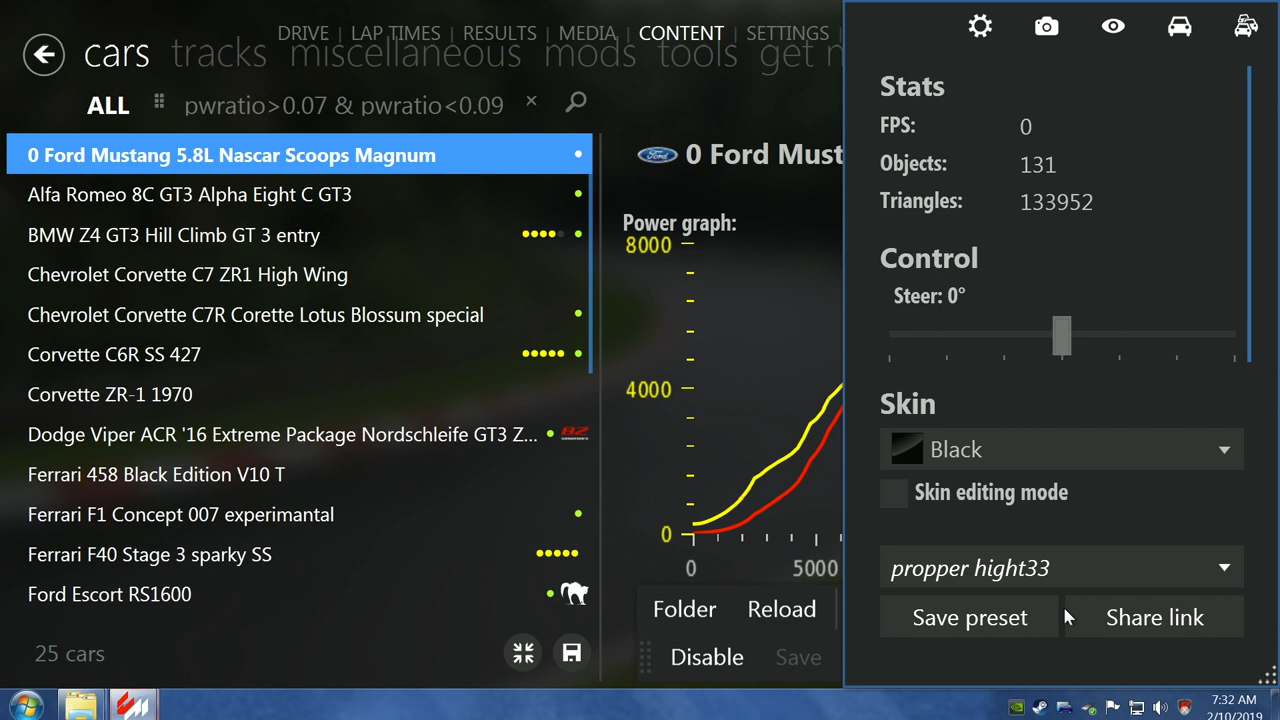 DRIVE LAP TIMES RESULTS MEDIA CONTENT SETTINGS
cars tracks miscellaneous mods tools get m
ALL pwratio>0.07 & pwratio<0.09
0 Ford Mustang 5.8L Nascar Scoops Magnum
Alfa Romeo 8C GT3 Alpha Eight C GT3
BMW Z4 GT3 Hill Climb GT 3 entry
Chevrolet Corvette C7 ZR1 High Wing
Chevrolet Corvette C7R Corette Lotus Blossum special
Corvette C6R SS 427
Corvette ZR-1 1970
Dodge Viper ACR '16 Extreme Package Nordschleife GT3 Z...
Ferrari 458 Black Edition V10 T
Ferrari F1 Concept 007 experimantal
Ferrari F40 Stage 3 sparky SS
Ford Escort RS1600
25 cars
Ford 0 Ford Must
Power graph:
8000
4000
0
0 5000
Folder Reload
Disable Save
Stats
FPS: 0
Objects: 131
Triangles: 133952
Control
Steer: 0°
Skin
Black
Skin editing mode
propper hight33
Save preset Share link
7:32 AM
2/10/2019